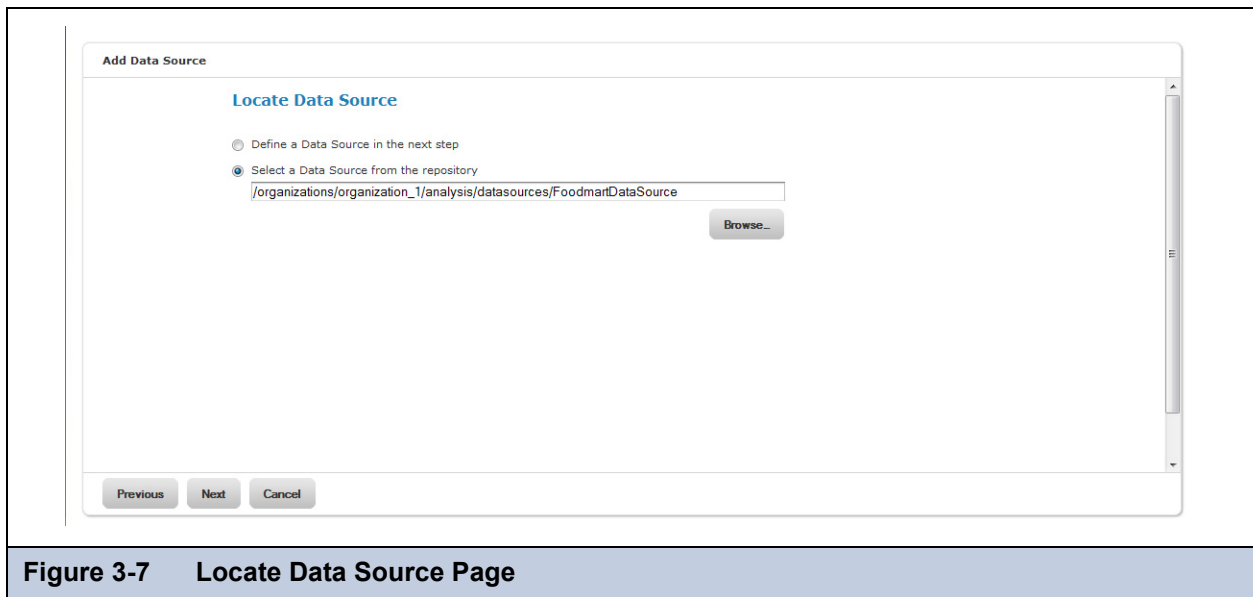 Add Data Source
Locate Data Source
Define a Data Source in the next step
Select a Data Source from the repository
/organizations/organization_1/analysis/datasources/FoodmartDataSource
Browse...
Previous Next Cancel
Figure 3-7 Locate Data Source Page